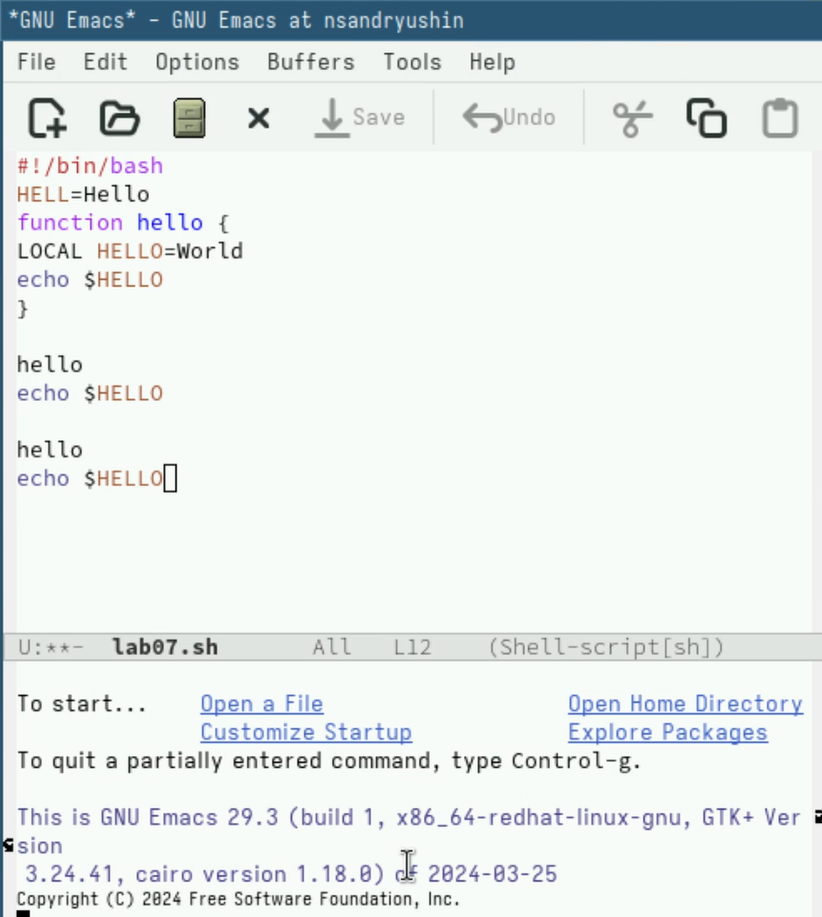 *GNU Emacs* - GNU Emacs at nsandryushin
File Edit Options Buffers Tools Help
Save Undo
#!/bin/bash
HELL=Hello
function hello {
LOCAL HELLO=World
echo $HELLO
}
hello
echo $HELLO
hello
echo $HELLO
U:**- lab07.sh All L12 (Shell-script[sh])
To start... Open a File Open Home Directory
Customize Startup Explore Packages
To quit a partially entered command, type Control-g.
This is GNU Emacs 29.3 (build 1, x86_64-redhat-linux-gnu, GTK+ Ver
sion
3.24.41, cairo version 1.18.0) of 2024-03-25
Copyright (C) 2024 Free Software Foundation, Inc.